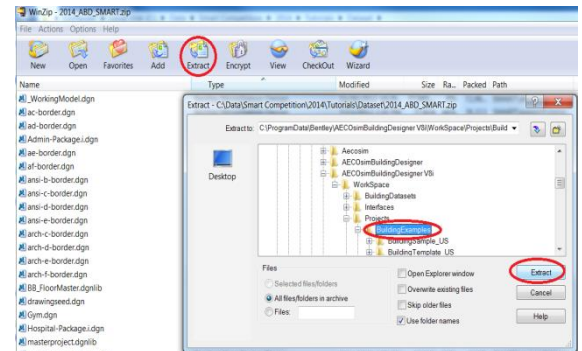 WinZip - 2014_ABD_SMART.zip
File Actions Options Help
New Open Favorites Add Extract Encrypt View CheckOut Wizard
Name Type Modified Size Ra... Packed Path
_WorkingModel.dgn
ac-border.dgn
ad-border.dgn
Admin-Package.i.dgn
ae-border.dgn
af-border.dgn
ansi-b-border.dgn
ansi-c-border.dgn
ansi-d-border.dgn
ansi-e-border.dgn
arch-c-border.dgn
arch-d-border.dgn
arch-e-border.dgn
arch-f-border.dgn
BB_FloorMaster.dgnlib
drawingseed.dgn
Gym.dgn
Hospital-Package.i.dgn
masterproject.dgnlib
Extract - C:\Data\Smart Competition\2014\Tutorials\Dataset\2014_ABD_SMART.zip
Extract to: C:\ProgramData\Bentley\AECOsimBuildingDesigner V8i\WorkSpace\Projects\Build
Desktop
Aecosim
AECOsimBuildingDesigner
AECOsimBuildingDesigner V8i
WorkSpace
BuildingDatasets
Interfaces
Projects
BuildingExamples
BuildingSample_US
BuildingTemplate_US
Files
Selected files/folders
All files/folders in archive
Files:
Open Explorer window
Overwrite existing files
Skip older files
Use folder names
Extract
Cancel
Help